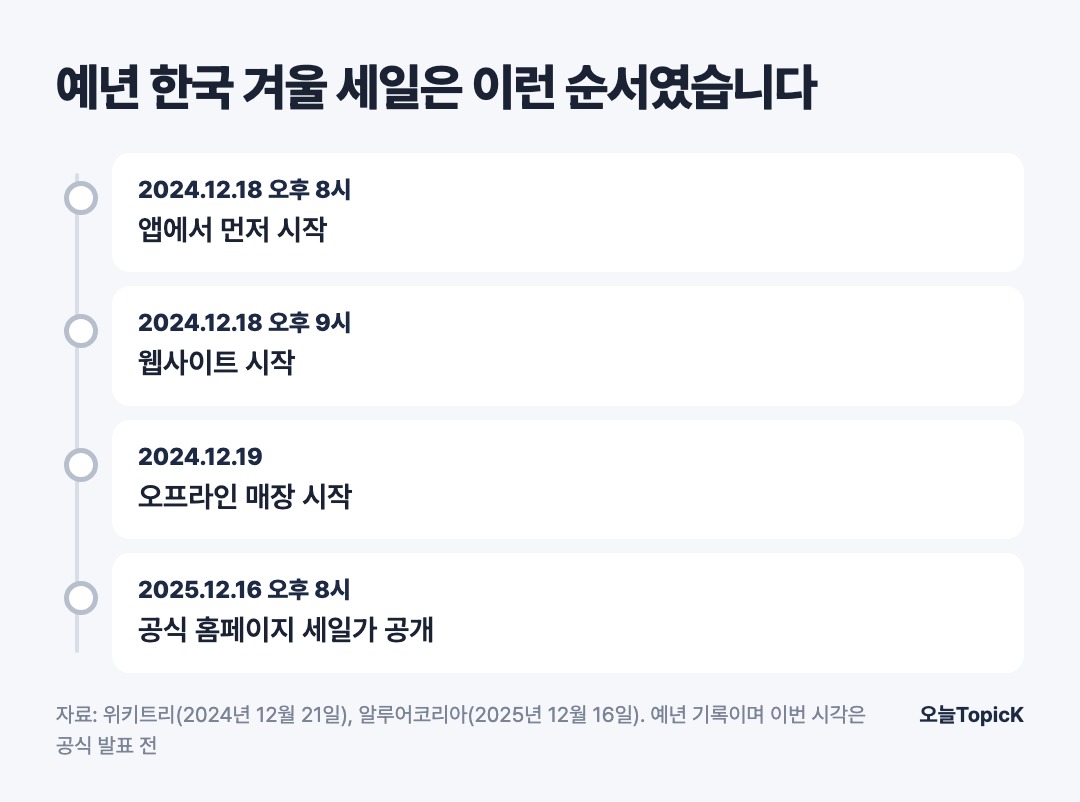 예년 한국 겨울 세일은 이런 순서였습니다
2024.12.18 오후 8시
앱에서 먼저 시작
2024.12.18 오후 9시
웹사이트 시작
2024.12.19
오프라인 매장 시작
2025.12.16 오후 8시
공식 홈페이지 세일가 공개
자료: 위키트리(2024년 12월 21일), 알루어코리아(2025년 12월 16일). 예년 기록이며 이번 시각은
공식 발표 전
오늘TopicK